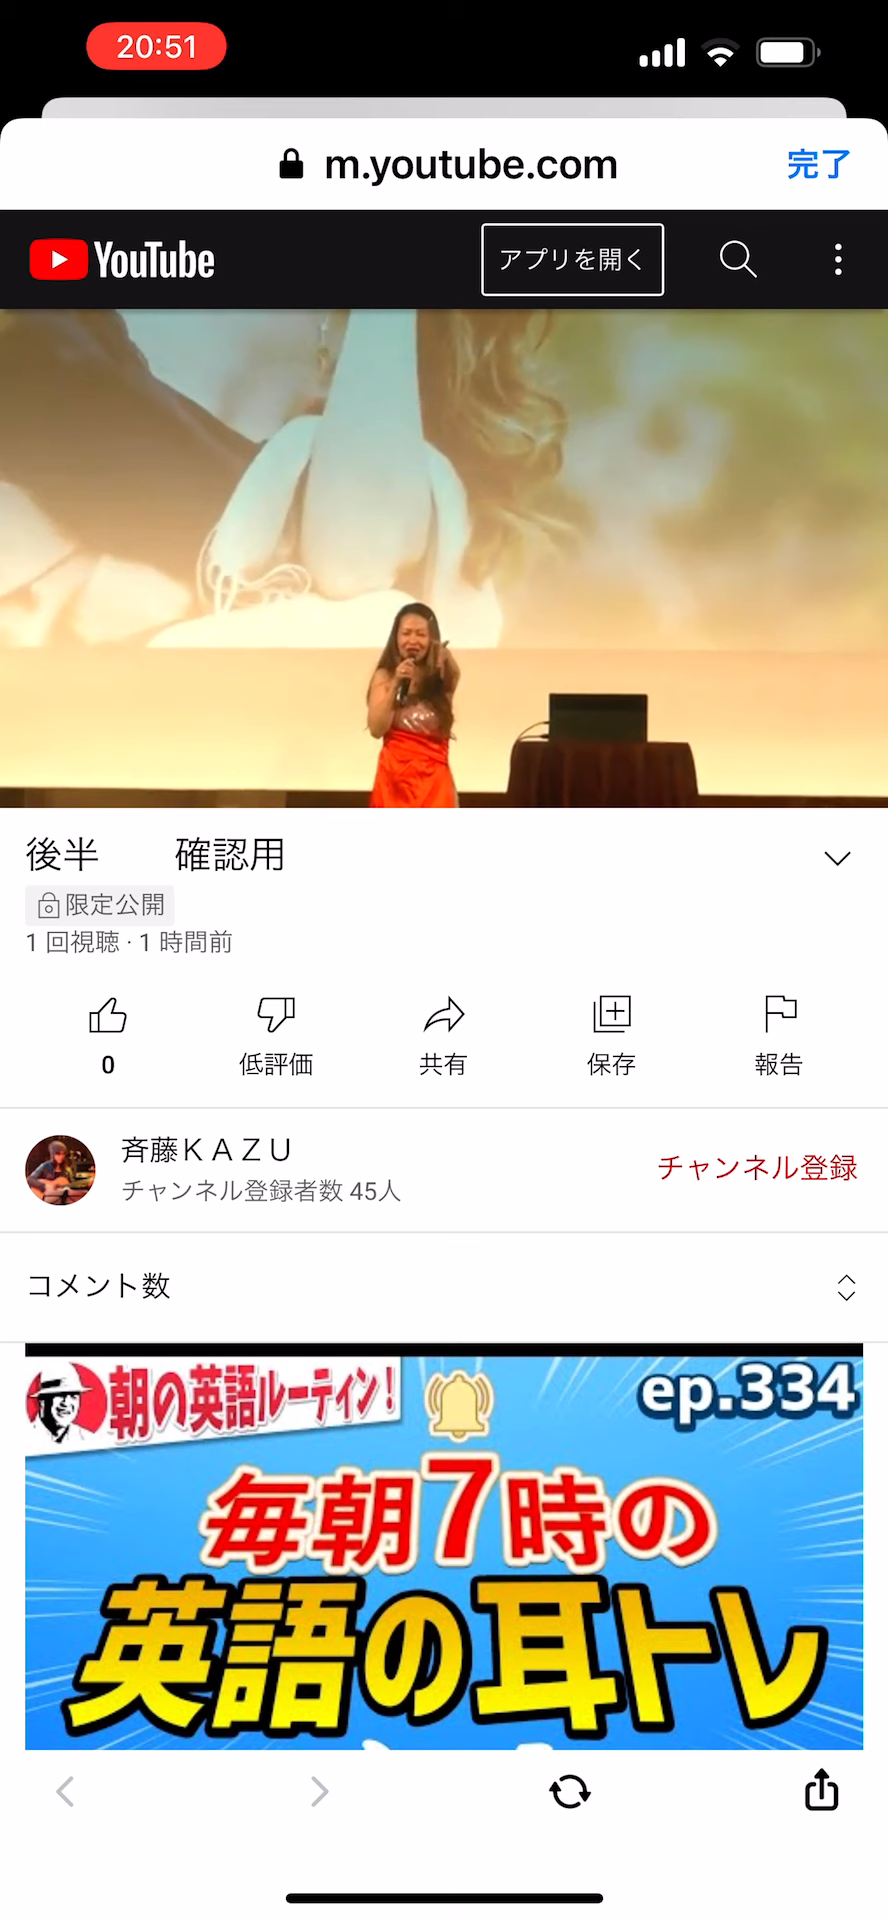 20:51
m.youtube.com
完了
YouTube
アプリを開く
後半　　確認用
限定公開
1 回視聴 · 1 時間前
0
低評価
共有
保存
報告
斉藤ＫＡＺＵ
チャンネル登録者数 45人
チャンネル登録
コメント数
朝の英語ルーティン！
ep.334
毎朝7時の
英語の耳トレ